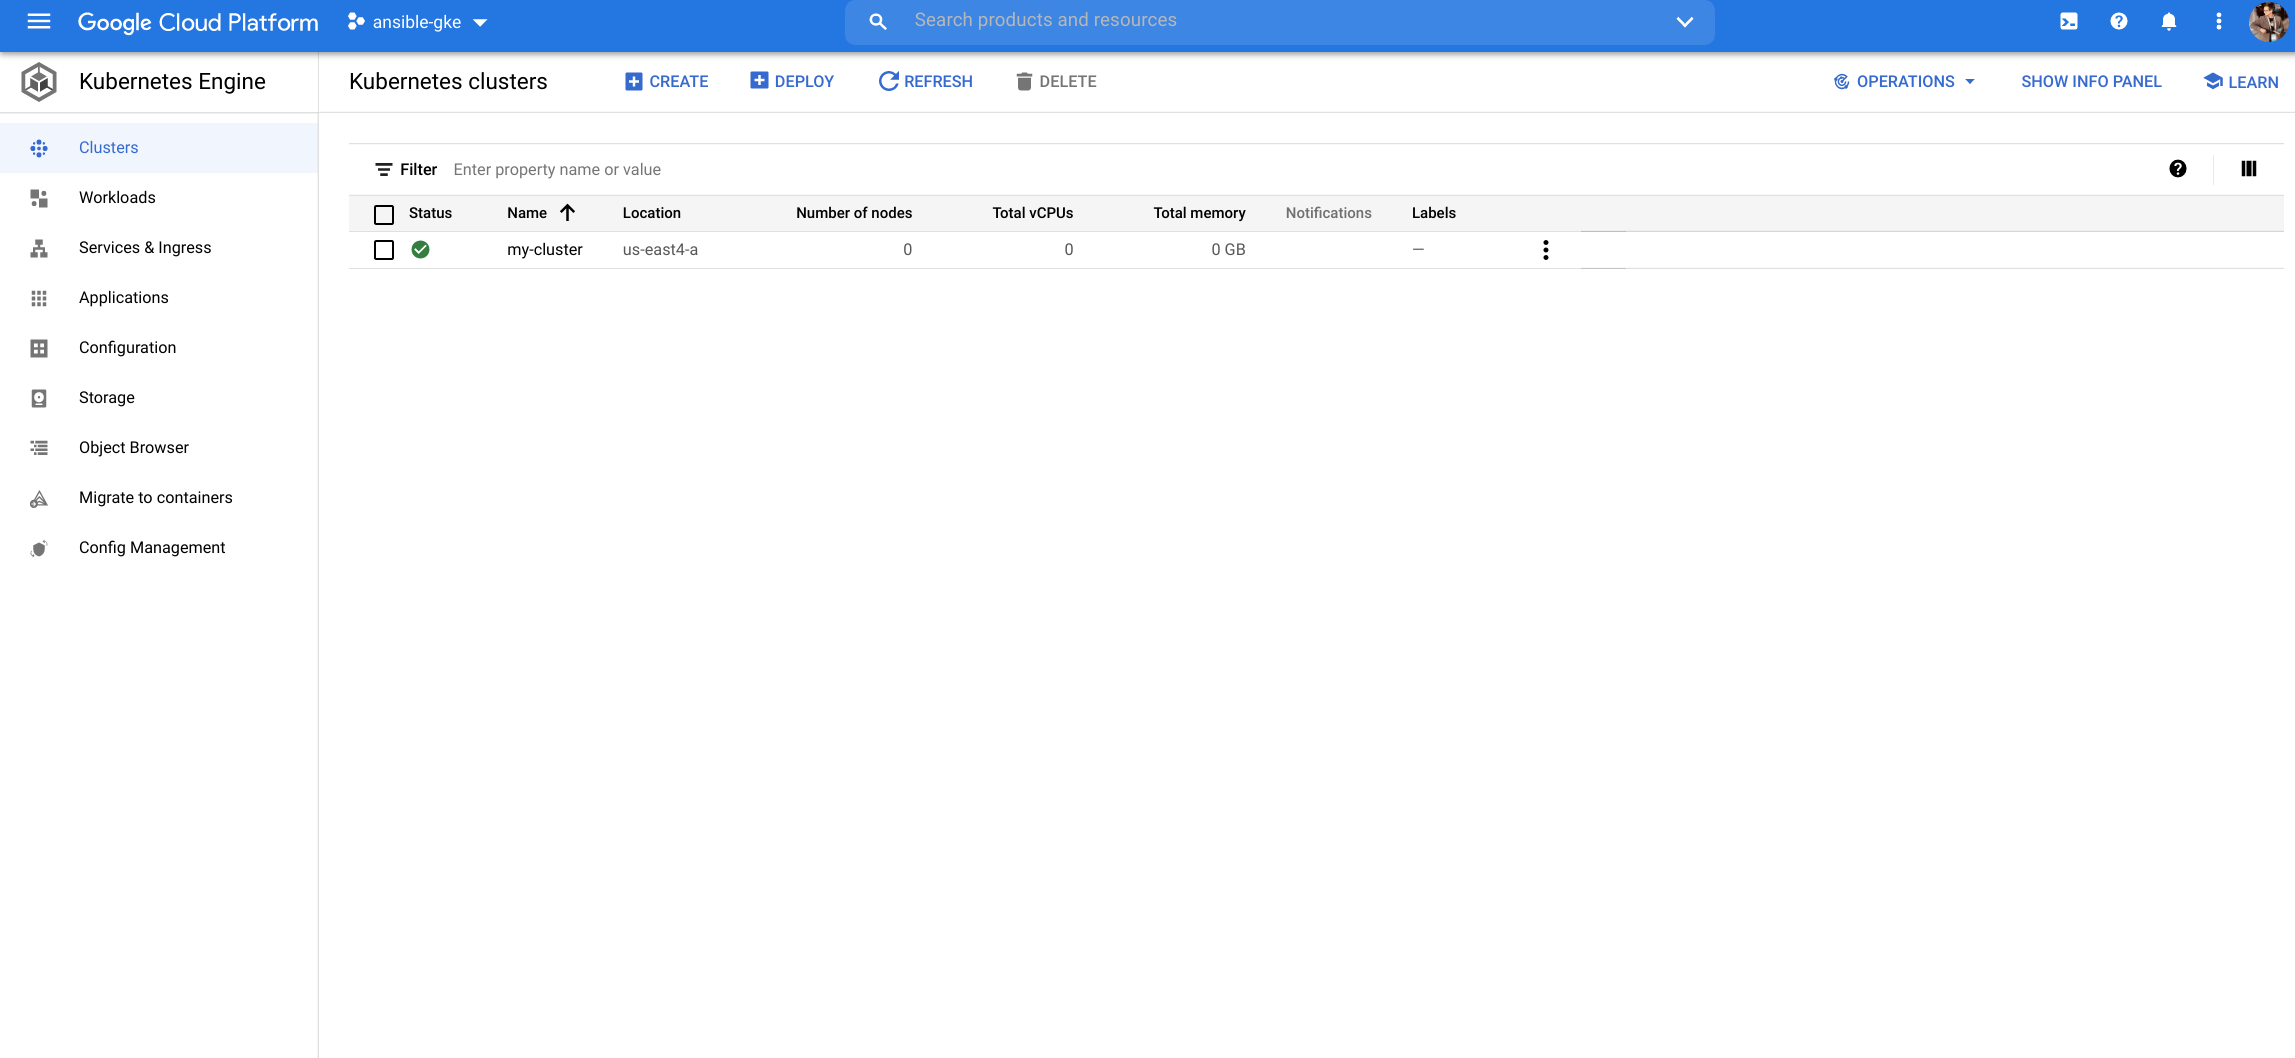 Google Cloud Platform ansible-gke Search products and resources
Kubernetes Engine
Kubernetes clusters CREATE DEPLOY REFRESH DELETE OPERATIONS SHOW INFO PANEL LEARN
Clusters
Workloads
Services & Ingress
Applications
Configuration
Storage
Object Browser
Migrate to containers
Config Management
Filter Enter property name or value
Status Name Location Number of nodes Total vCPUs Total memory Notifications Labels
my-cluster us-east4-a 0 0 0 GB —